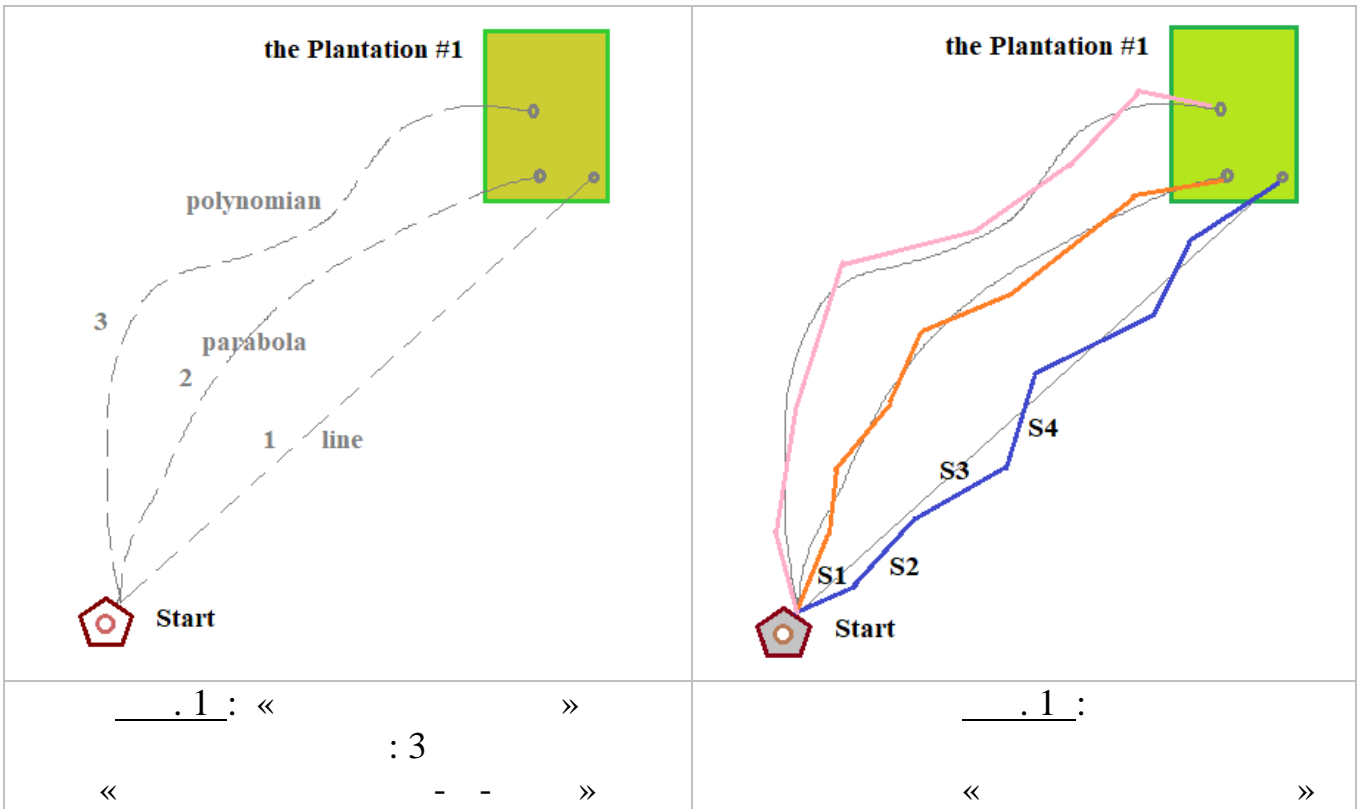 the Plantation #1
polynomian
3
parabola
2
1
line
Start
the Plantation #1
S4
S3
S2
S1
Start
. 1 : « »
: 3
« - - »
. 1 :
« »